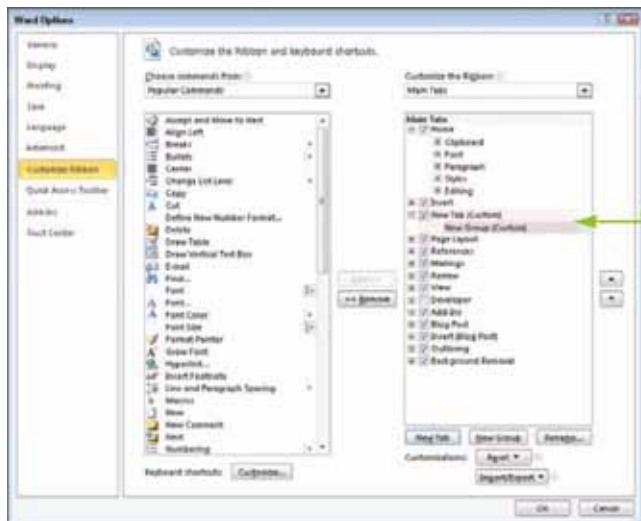 Word Options
General
Display
Proofing
Save
Language
Advanced
Customize Ribbon
Quick Access Toolbar
Add-Ins
Trust Center
Customize the Ribbon and keyboard shortcuts.
Choose commands from:
Popular Commands
Accept and Move to Next
Align Left
Breaks
Bullets
Center
Change List Level
Copy
Cut
Define New Number Format...
Delete
Draw Table
Draw Vertical Text Box
E-mail
Find...
Font
Font...
Font Color
Font Size
Format Painter
Grow Font
Hyperlink...
Insert Footnote
Line and Paragraph Spacing
Macros
New
New Comment
Next
Numbering
Keyboard shortcuts: Customize...
Add >>
<< Remove
Customize the Ribbon:
Main Tabs
Main Tabs
Home
Clipboard
Font
Paragraph
Styles
Editing
Insert
New Tab (Custom)
New Group (Custom)
Page Layout
References
Mailings
Review
View
Developer
Add-Ins
Blog Post
Insert (Blog Post)
Outlining
Background Removal
New Tab New Group Rename...
Customizations: Reset
Import/Export
OK Cancel